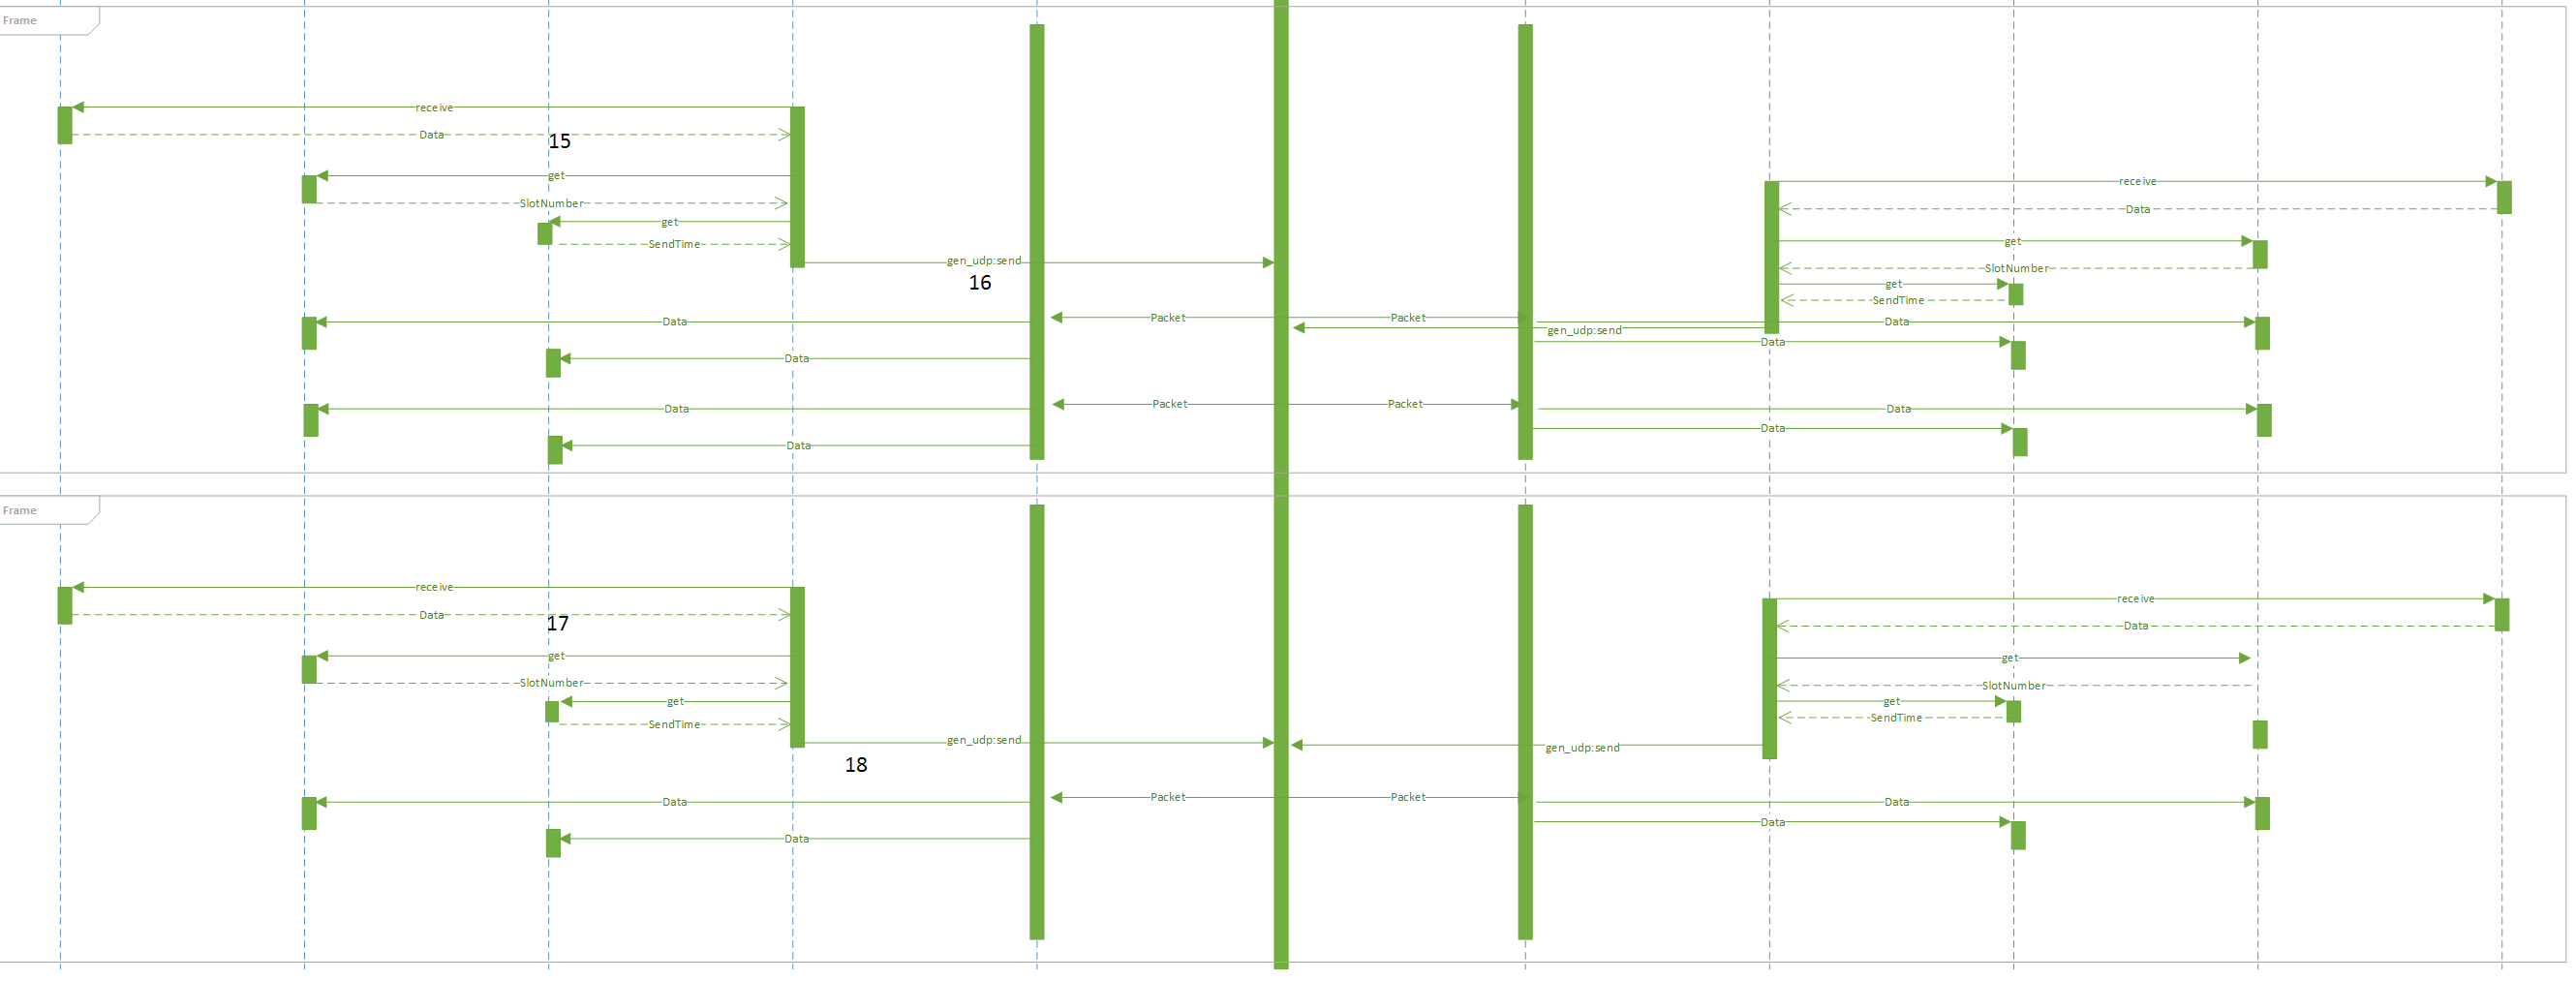 Frame
receive
Data
15
get
receive
SlotNumber
Data
get
SendTime
get
gen_udp:send
SlotNumber
16
get
SendTime
Data
Packet
Packet
Data
gen_udp:send
Data
Data
Data
Packet
Packet
Data
Data
Data
Frame
receive
receive
Data
17
Data
get
get
SlotNumber
SlotNumber
get
get
SendTime
SendTime
gen_udp:send
gen_udp:send
18
Data
Packet
Packet
Data
Data
Data